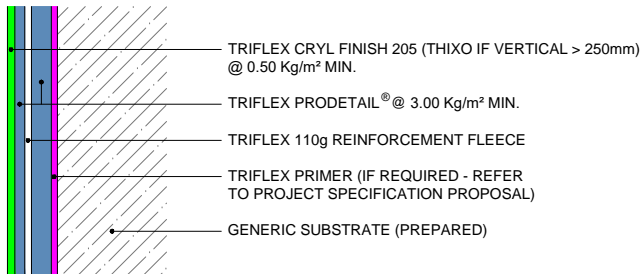 TRIFLEX CRYL FINISH 205 (THIXO IF VERTICAL > 250mm)
@ 0.50 Kg/m² MIN.
TRIFLEX PRODETAIL® @ 3.00 Kg/m² MIN.
TRIFLEX 110g REINFORCEMENT FLEECE
TRIFLEX PRIMER (IF REQUIRED - REFER
TO PROJECT SPECIFICATION PROPOSAL)
GENERIC SUBSTRATE (PREPARED)